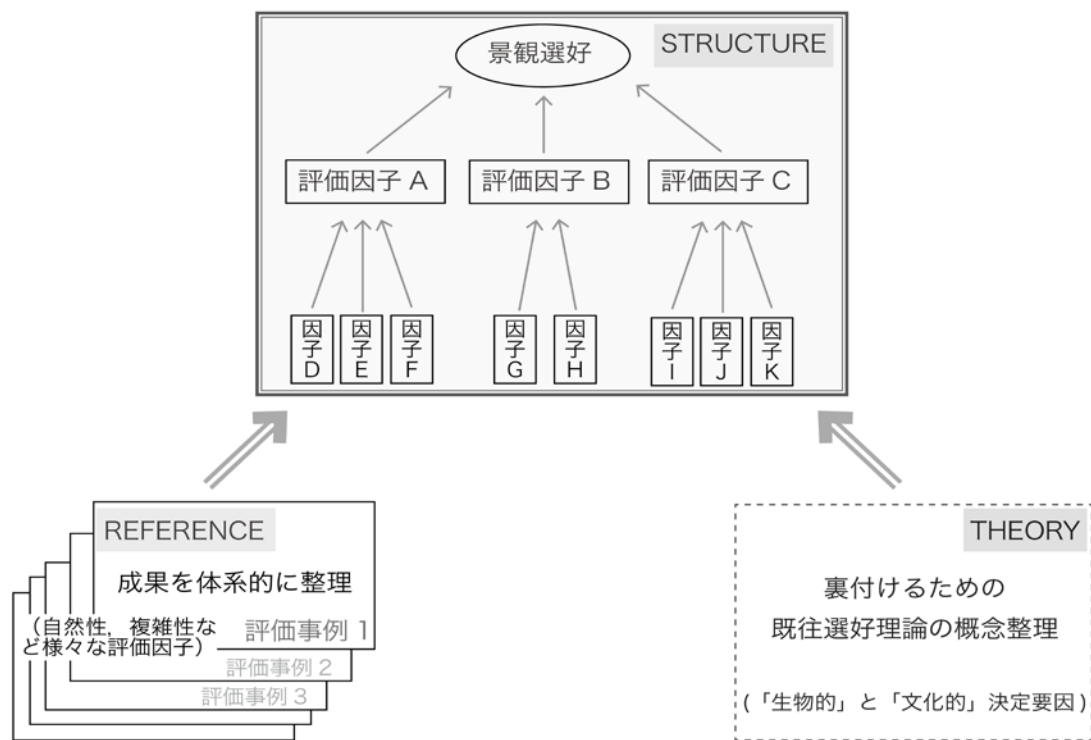 景観選好
STRUCTURE
評価因子 A
評価因子 B
評価因子 C
因子D
因子E
因子F
因子G
因子H
因子I
因子J
因子K
REFERENCE
成果を体系的に整理
（自然性，複雑性な
ど様々な評価因子）
評価事例 1
評価事例 2
評価事例 3
THEORY
裏付けるための
既往選好理論の概念整理
(「生物的」と「文化的」決定要因)